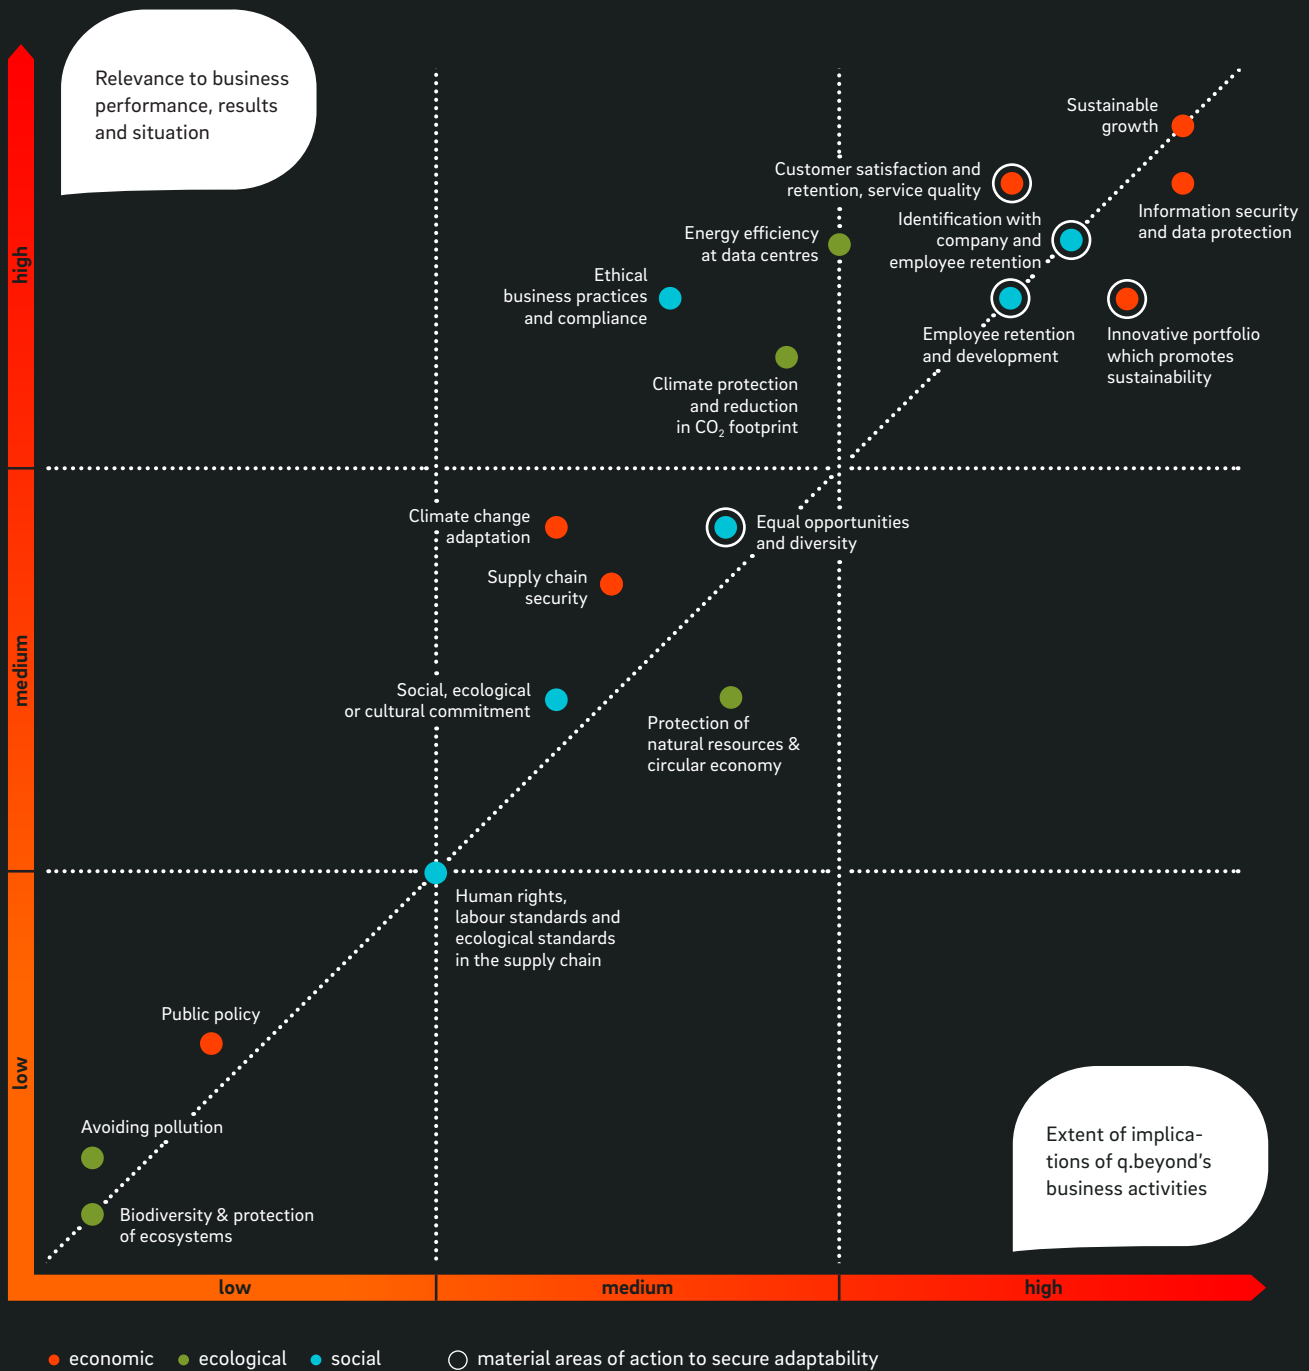 Relevance to business
performance, results
and situation
Sustainable
growth
Customer satisfaction and
retention, service quality
Information security
and data protection
Identification with
company and
employee retention
Energy efficiency
at data centres
Ethical
business practices
and compliance
Employee retention
and development
Innovative portfolio
which promotes
sustainability
Climate protection
and reduction
in CO₂ footprint
high
Climate change
adaptation
Equal opportunities
and diversity
Supply chain
security
Social, ecological
or cultural commitment
Protection of
natural resources &
circular economy
medium
Human rights,
labour standards and
ecological standards
in the supply chain
Public policy
low
Avoiding pollution
Biodiversity & protection
of ecosystems
Extent of implica-
tions of q.beyond's
business activities
low
medium
high
economic
ecological
social
material areas of action to secure adaptability